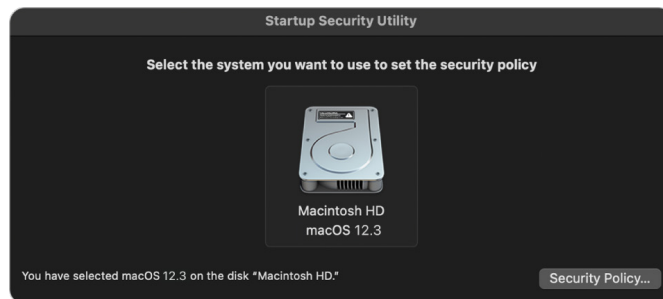 Startup Security Utility
Select the system you want to use to set the security policy
Macintosh HD
macOS 12.3
You have selected macOS 12.3 on the disk “Macintosh HD.”
Security Policy...